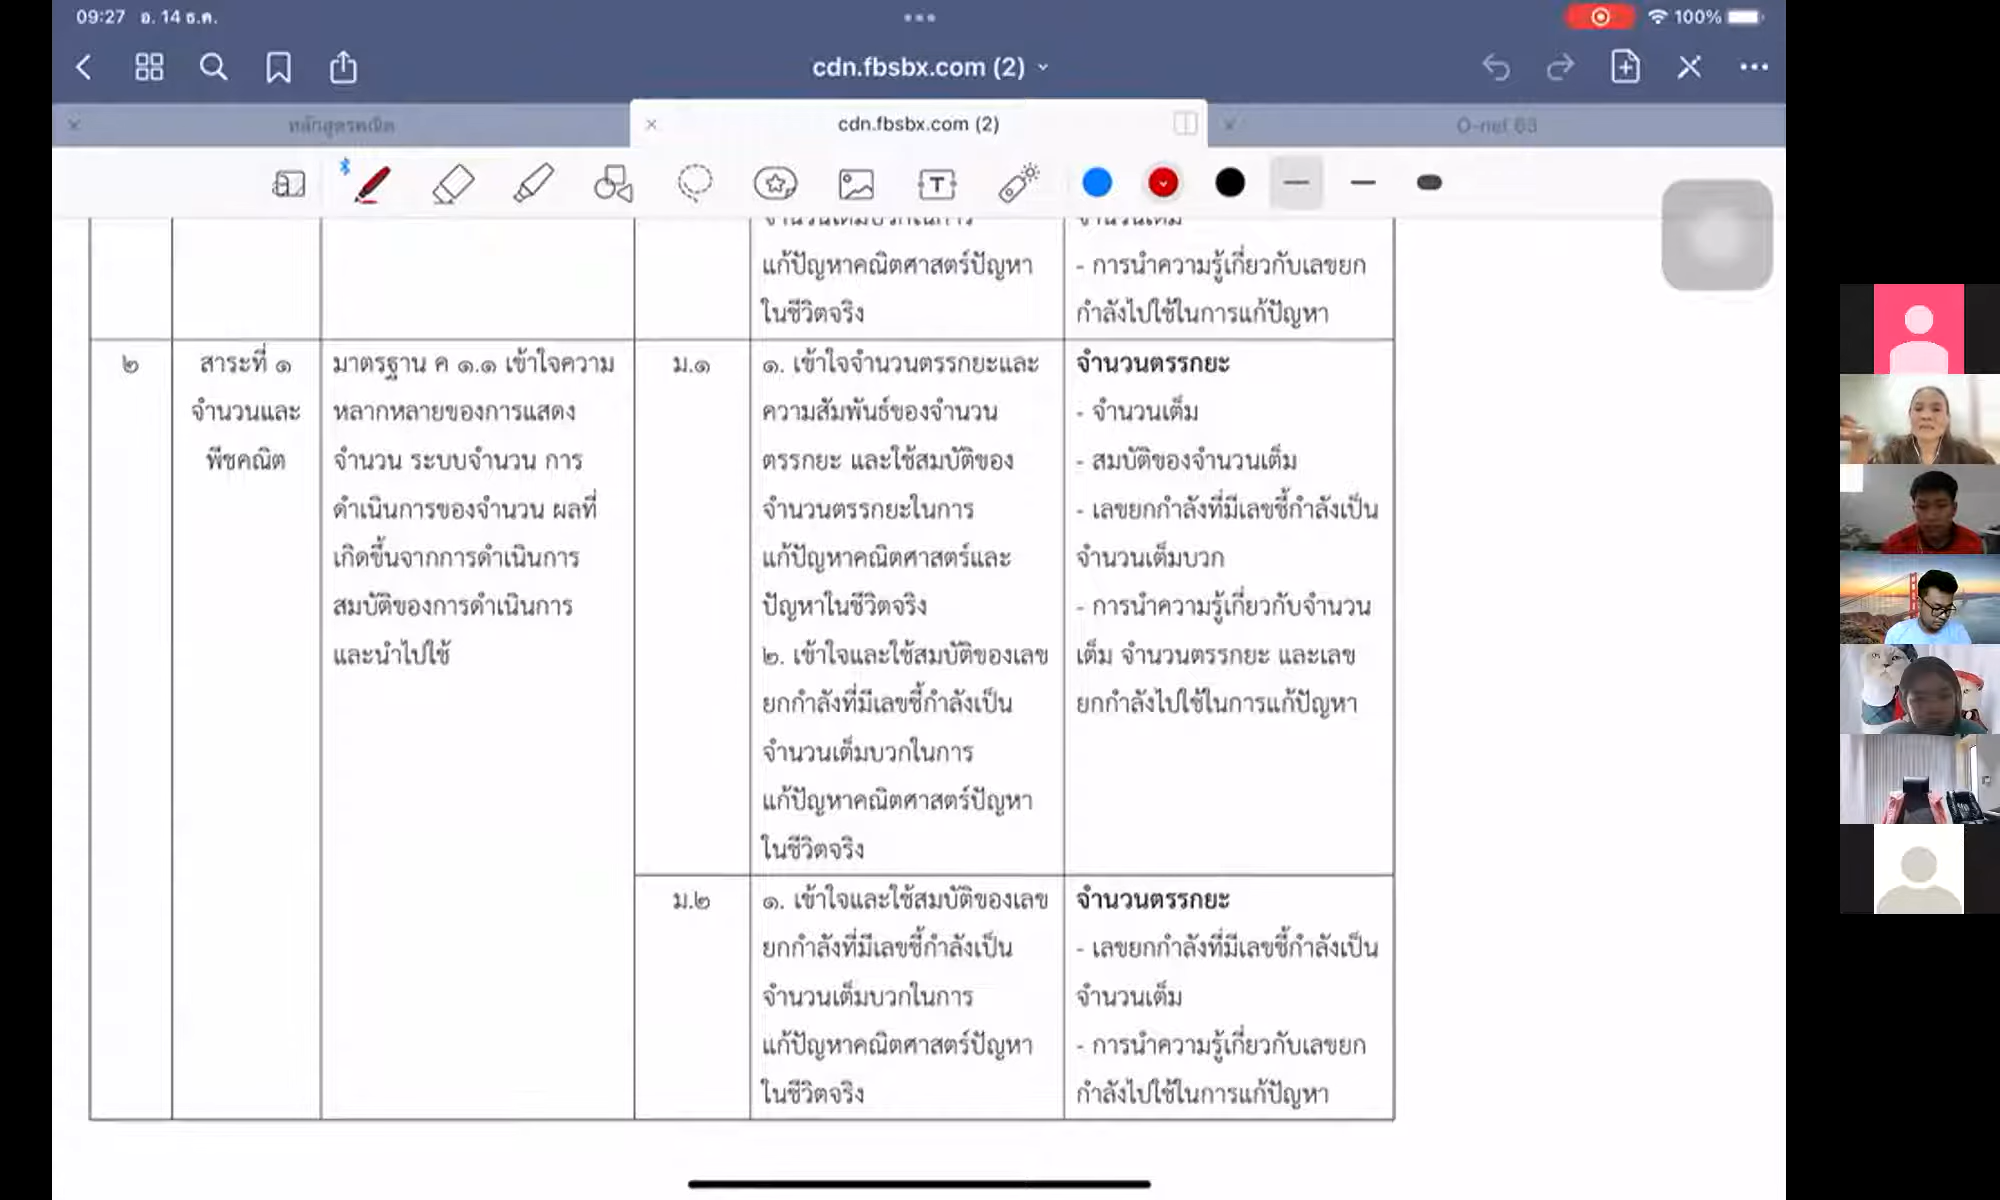 09:27 อ. 14 ธ.ค.
100%
cdn.fbsbx.com (2)
หลักสูตรคณิต
cdn.fbsbx.com (2)
O-net 63
จำนวนเต็มบวกในการ
แก้ปัญหาคณิตศาสตร์ปัญหา
ในชีวิตจริง
จำนวนเต็ม
- การนำความรู้เกี่ยวกับเลขยก
กำลังไปใช้ในการแก้ปัญหา
๒
สาระที่ ๑
จำนวนและ
พีชคณิต
มาตรฐาน ค ๑.๑ เข้าใจความ
หลากหลายของการแสดง
จำนวน ระบบจำนวน การ
ดำเนินการของจำนวน ผลที่
เกิดขึ้นจากการดำเนินการ
สมบัติของการดำเนินการ
และนำไปใช้
ม.๑
๑. เข้าใจจำนวนตรรกยะและ
ความสัมพันธ์ของจำนวน
ตรรกยะ และใช้สมบัติของ
จำนวนตรรกยะในการ
แก้ปัญหาคณิตศาสตร์และ
ปัญหาในชีวิตจริง
๒. เข้าใจและใช้สมบัติของเลข
ยกกำลังที่มีเลขชี้กำลังเป็น
จำนวนเต็มบวกในการ
แก้ปัญหาคณิตศาสตร์ปัญหา
ในชีวิตจริง
จำนวนตรรกยะ
- จำนวนเต็ม
- สมบัติของจำนวนเต็ม
- เลขยกกำลังที่มีเลขชี้กำลังเป็น
จำนวนเต็มบวก
- การนำความรู้เกี่ยวกับจำนวน
เต็ม จำนวนตรรกยะ และเลข
ยกกำลังไปใช้ในการแก้ปัญหา
ม.๒
๑. เข้าใจและใช้สมบัติของเลข
ยกกำลังที่มีเลขชี้กำลังเป็น
จำนวนเต็มบวกในการ
แก้ปัญหาคณิตศาสตร์ปัญหา
ในชีวิตจริง
จำนวนตรรกยะ
- เลขยกกำลังที่มีเลขชี้กำลังเป็น
จำนวนเต็ม
- การนำความรู้เกี่ยวกับเลขยก
กำลังไปใช้ในการแก้ปัญหา